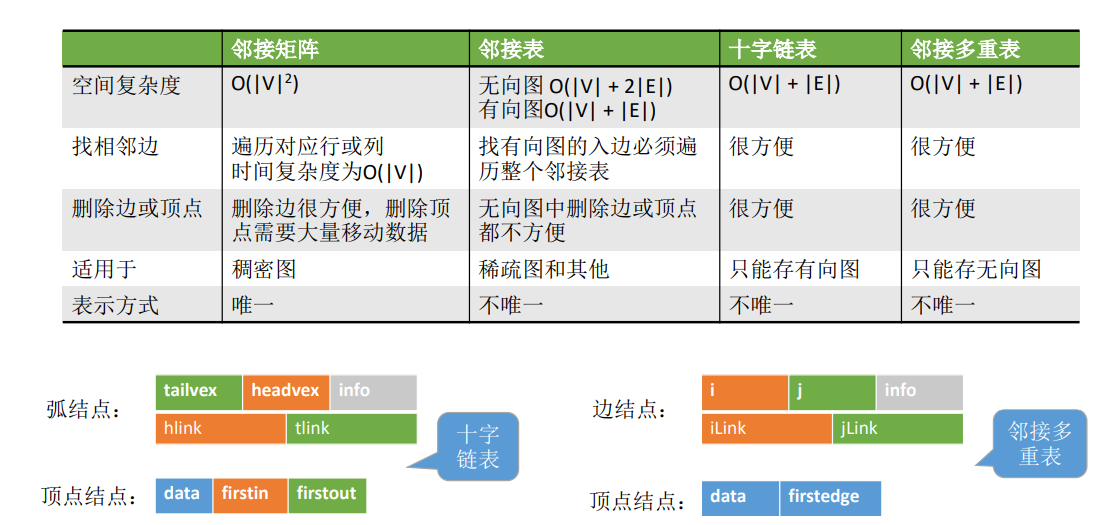 邻接矩阵 邻接表 十字链表 邻接多重表
空间复杂度 O(|V|²) 无向图 O(|V| + 2|E|) O(|V| + |E|) O(|V| + |E|)
有向图O(|V| + |E|)
找相邻边 遍历对应行或列 找有向图的入边必须遍 很方便 很方便
时间复杂度为O(|V|) 历整个邻接表
删除边或顶点 删除边很方便，删除顶 无向图中删除边或顶点 很方便 很方便
点需要大量移动数据 都不方便
适用于 稠密图 稀疏图和其他 只能存有向图 只能存无向图
表示方式 唯一 不唯一 不唯一 不唯一
弧结点：
tailvex headvex info
hlink tlink
十字
链表
顶点结点：
data firstin firstout
边结点：
i j info
iLink jLink
邻接多
重表
顶点结点：
data firstedge